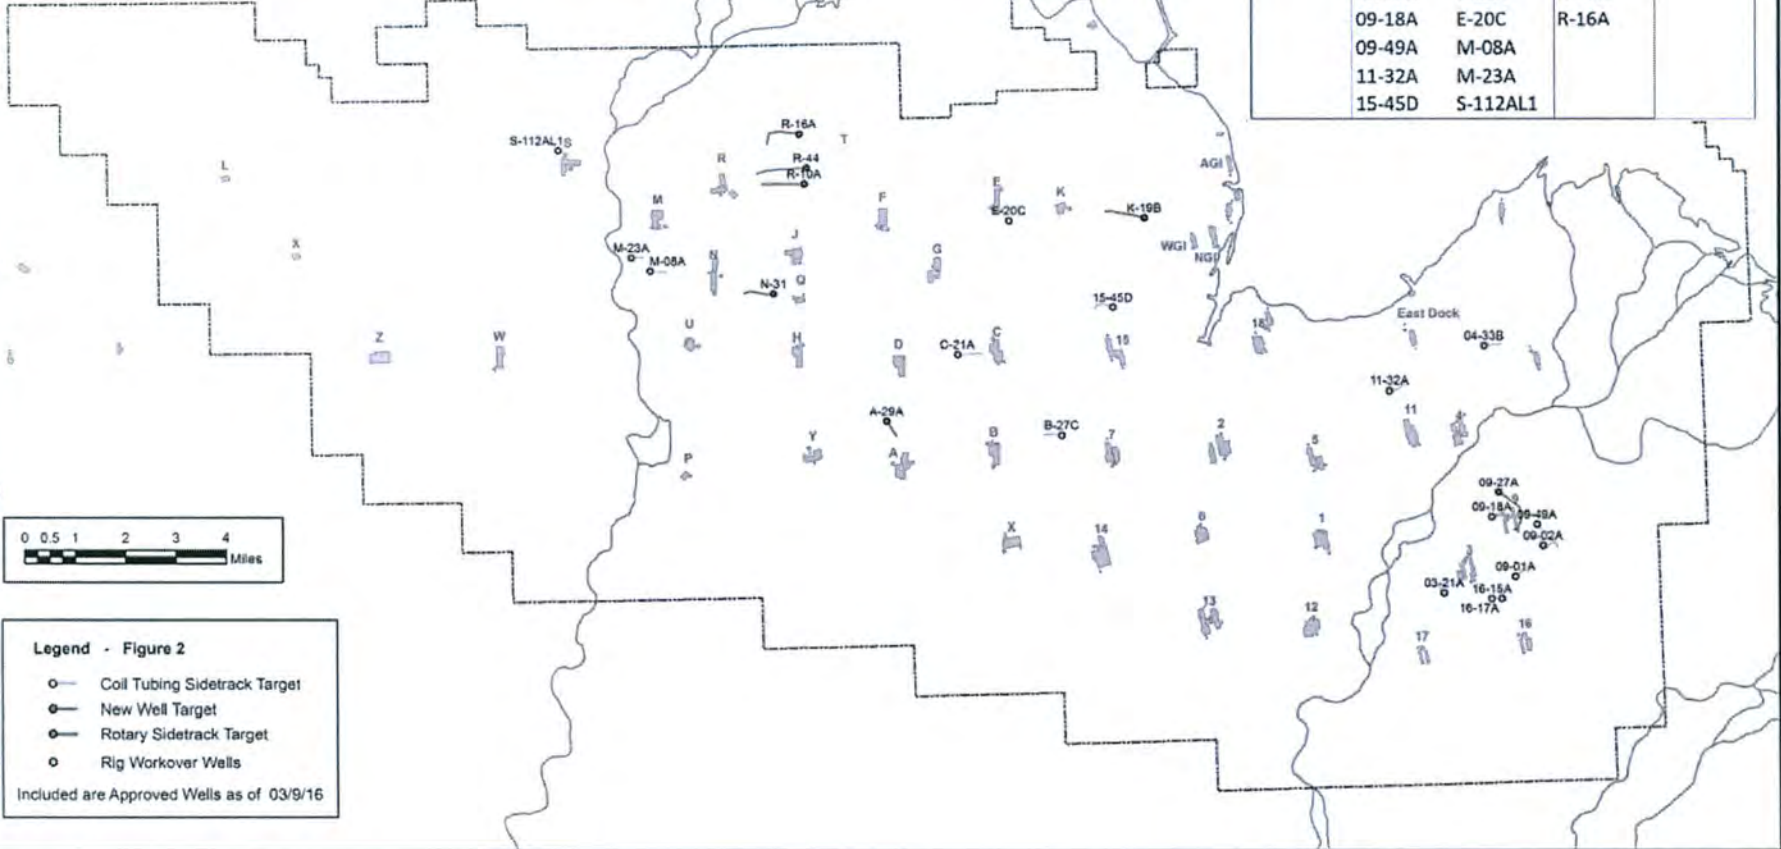 09-18A E-20C R-16A
09-49A M-08A
11-32A M-23A
15-45D S-112AL1
R-16A
T
S-112AL1 S
AGI
R-44
L
R
R-10A
E
K
M
F
E-20C
K-19B
J
X
M-23A
N
G
WGI
NGI
M-08A
Q
N-31
15-45D
East Dock
U
18
Z
W
H
D
C-21A
C
15
04-33B
11-32A
A-29A
11
4
B-27C
2
Y
A
B
7
5
P
09-27A
9
09-18A
09-49A
X
14
6
1
09-02A
3
09-01A
03-21A
16-15A
16-17A
13
12
17
16
0 0.5 1 2 3 4
Miles
Legend - Figure 2
Coil Tubing Sidetrack Target
New Well Target
Rotary Sidetrack Target
Rig Workover Wells
Included are Approved Wells as of 03/9/16